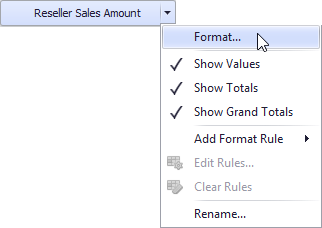 Reseller Sales Amount
Format...
Show Values
Show Totals
Show Grand Totals
Add Format Rule
Edit Rules...
Clear Rules
Rename...